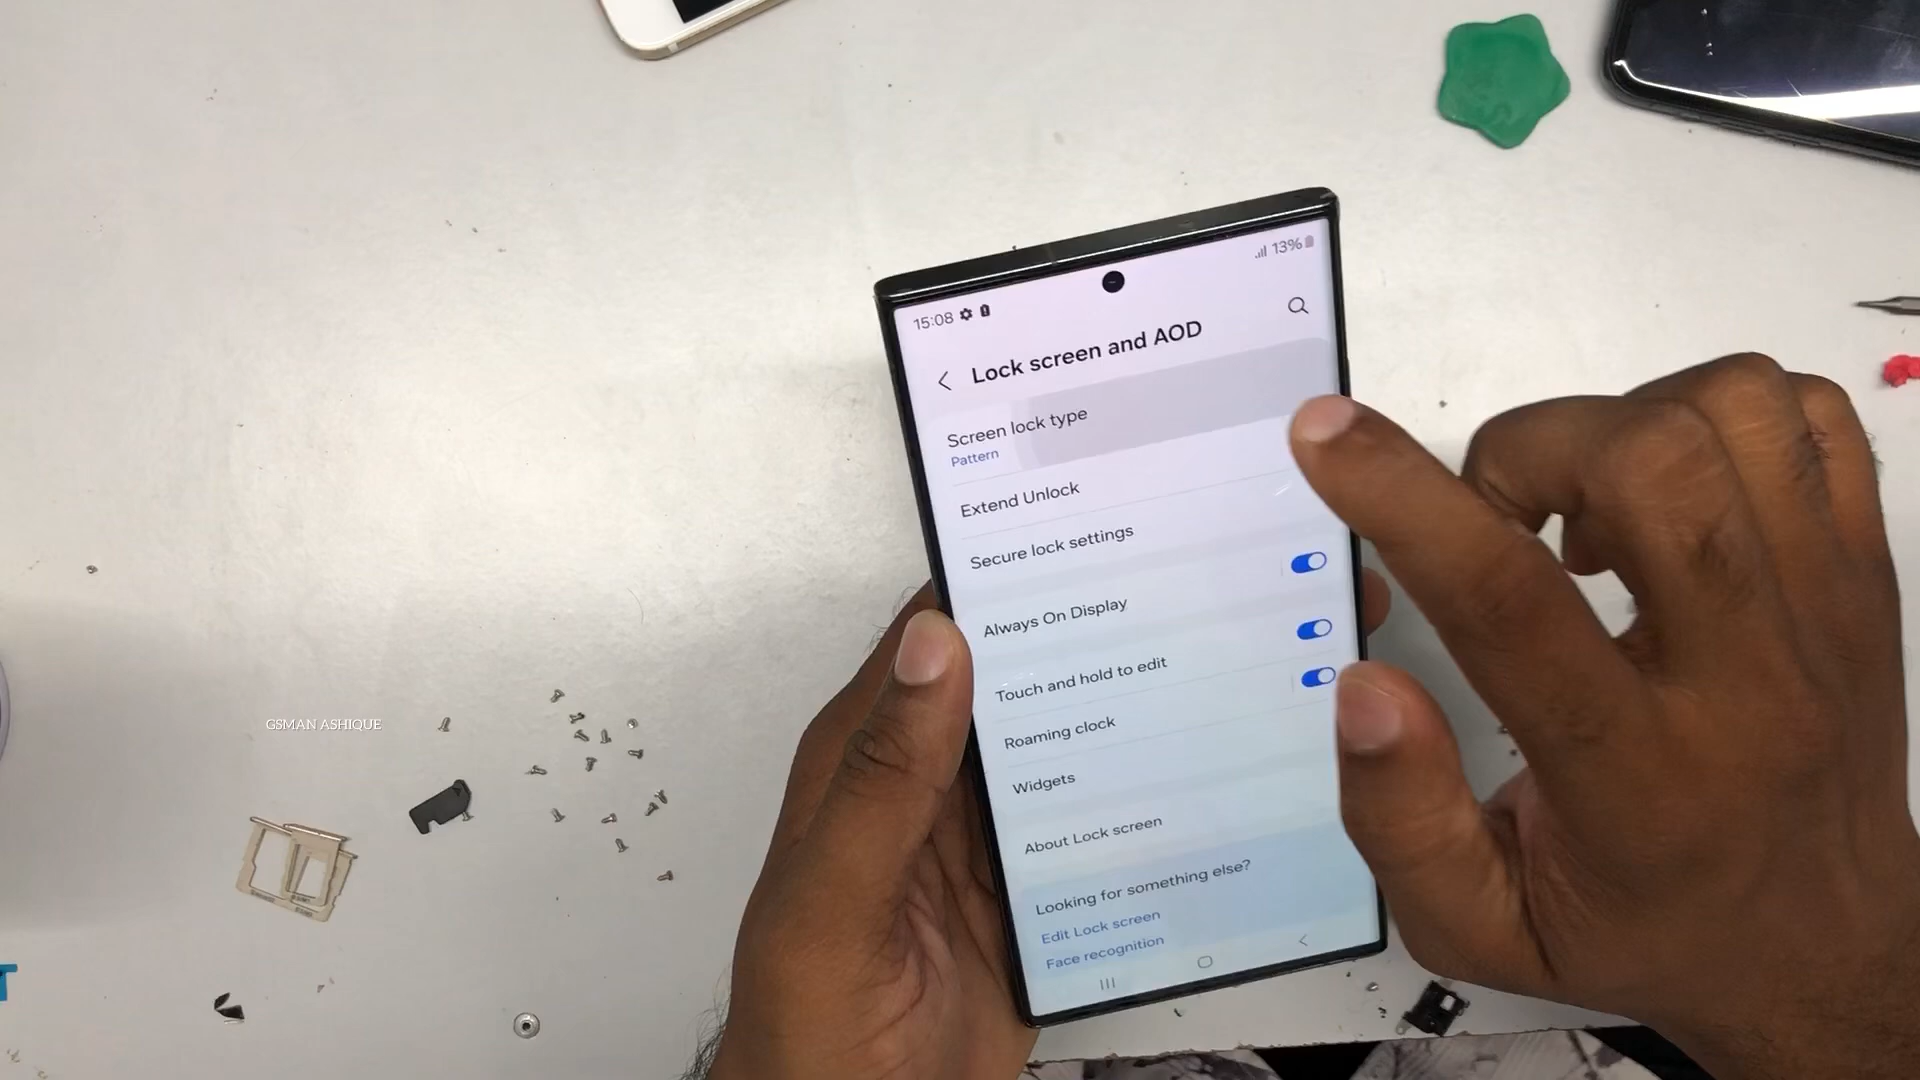 13%
15:08
Lock screen and AOD
Screen lock type
Pattern
Extend Unlock
Secure lock settings
Always On Display
Touch and hold to edit
Roaming clock
Widgets
About Lock screen
Looking for something else?
Edit Lock screen
Face recognition
GSMAN ASHIQUE